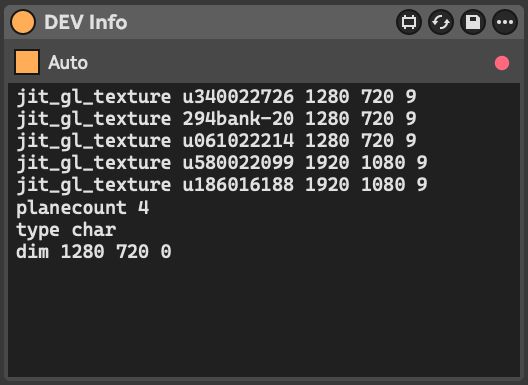 DEV Info
Auto
jit_gl_texture u340022726 1280 720 9
jit_gl_texture 294bank-20 1280 720 9
jit_gl_texture u061022214 1280 720 9
jit_gl_texture u580022099 1920 1080 9
jit_gl_texture u186016188 1920 1080 9
planecount 4
type char
dim 1280 720 0